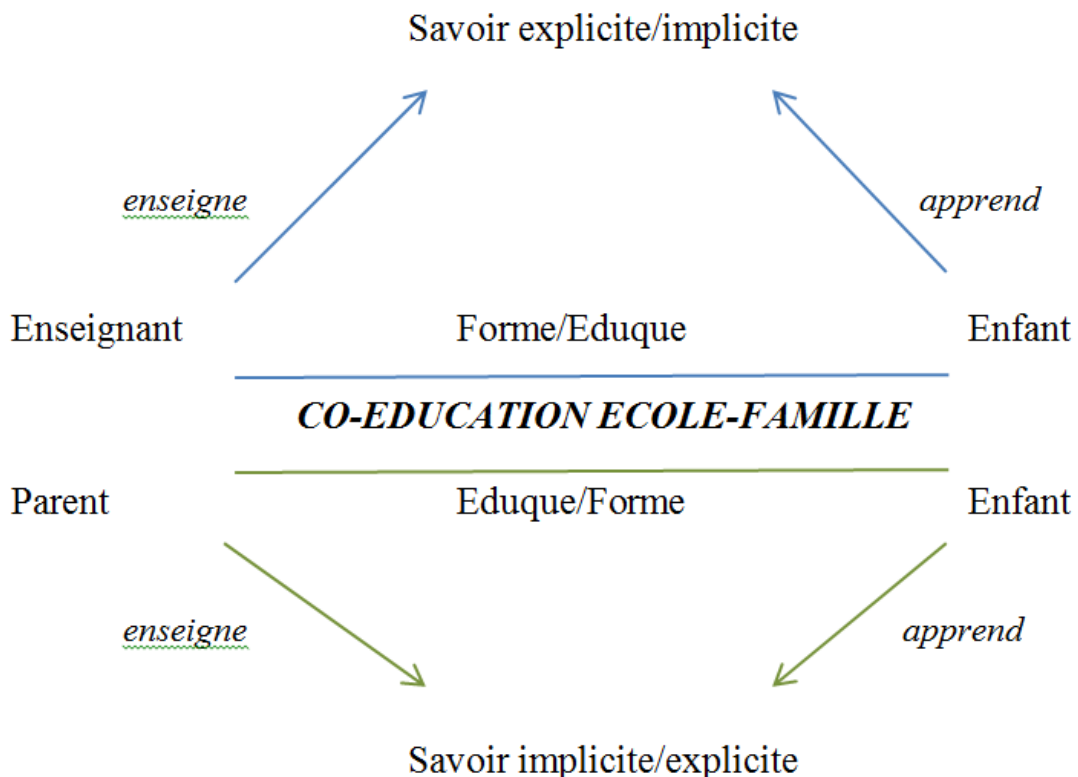 Savoir explicite/implicite
enseigne
apprend
Enseignant
Forme/Eduque
Enfant
CO-EDUCATION ECOLE-FAMILLE
Parent
Eduque/Forme
Enfant
enseigne
apprend
Savoir implicite/explicite